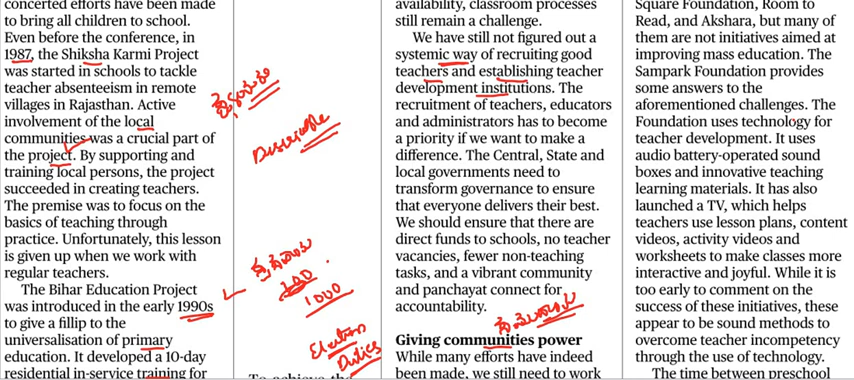 concerted efforts have been made
to bring all children to school.
Even before the conference, in
1987, the Shiksha Karmi Project
was started in schools to tackle
teacher absenteeism in remote
villages in Rajasthan. Active
involvement of the local
communities was a crucial part of
the project. By supporting and
training local persons, the project
succeeded in creating teachers.
The premise was to focus on the
basics of teaching through
practice. Unfortunately, this lesson
is given up when we work with
regular teachers.
The Bihar Education Project
was introduced in the early 1990s
to give a fillip to the
universalisation of primary
education. It developed a 10-day
residential in-service training for
Desirable
100
1000
Election
Duties
To achieve the
availability, classroom processes
still remain a challenge.
We have still not figured out a
systemic way of recruiting good
teachers and establishing teacher
development institutions. The
recruitment of teachers, educators
and administrators has to become
a priority if we want to make a
difference. The Central, State and
local governments need to
transform governance to ensure
that everyone delivers their best.
We should ensure that there are
direct funds to schools, no teacher
vacancies, fewer non-teaching
tasks, and a vibrant community
and panchayat connect for
accountability.
Giving communities power
While many efforts have indeed
been made, we still need to work
Square Foundation, Room to
Read, and Akshara, but many of
them are not initiatives aimed at
improving mass education. The
Sampark Foundation provides
some answers to the
aforementioned challenges. The
Foundation uses technology for
teacher development. It uses
audio battery-operated sound
boxes and innovative teaching
learning materials. It has also
launched a TV, which helps
teachers use lesson plans, content
videos, activity videos and
worksheets to make classes more
interactive and joyful. While it is
too early to comment on the
success of these initiatives, these
appear to be sound methods to
overcome teacher incompetency
through the use of technology.
The time between preschool